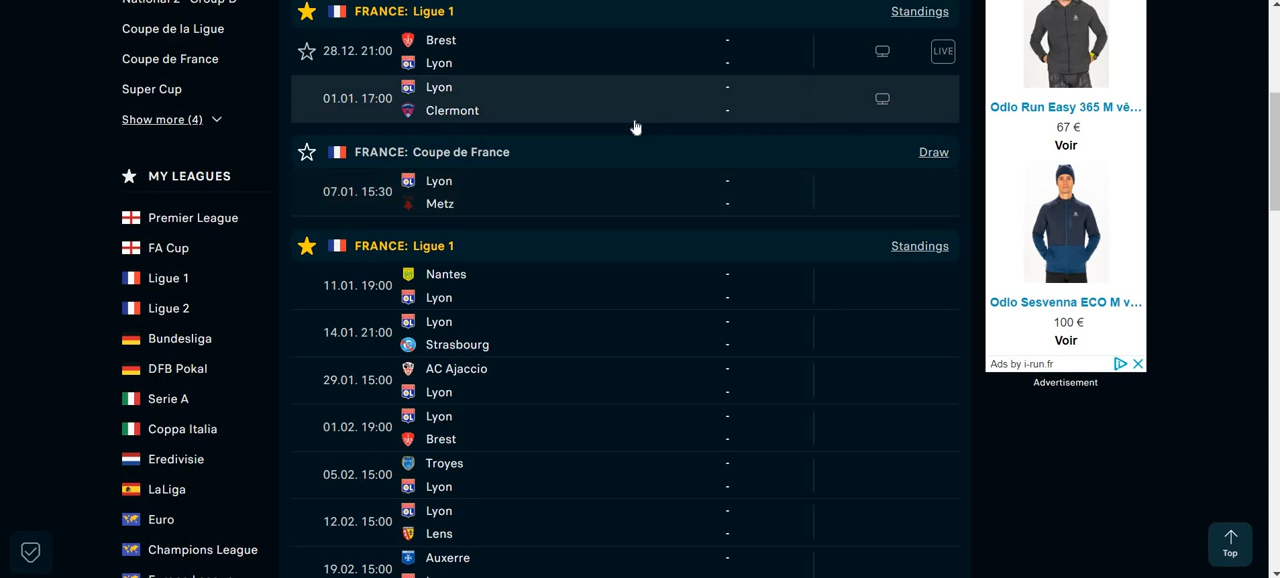 National 2 - Group D
Coupe de la Ligue
Coupe de France
Super Cup
Show more (4)
MY LEAGUES
Premier League
FA Cup
Ligue 1
Ligue 2
Bundesliga
DFB Pokal
Serie A
Coppa Italia
Eredivisie
LaLiga
Euro
Champions League
FRANCE: Ligue 1 Standings
28.12. 21:00 Brest -
Lyon -
LIVE
01.01. 17:00 Lyon -
Clermont -
FRANCE: Coupe de France Draw
07.01. 15:30 Lyon -
Metz -
FRANCE: Ligue 1 Standings
11.01. 19:00 Nantes -
Lyon -
14.01. 21:00 Lyon -
Strasbourg -
29.01. 15:00 AC Ajaccio -
Lyon -
01.02. 19:00 Lyon -
Brest -
05.02. 15:00 Troyes -
Lyon -
12.02. 15:00 Lyon -
Lens -
19.02. 15:00 Auxerre -
Odlo Run Easy 365 M vê...
67 €
Voir
Odlo Sesvenna ECO M v...
100 €
Voir
Ads by i-run.fr
Advertisement
Top